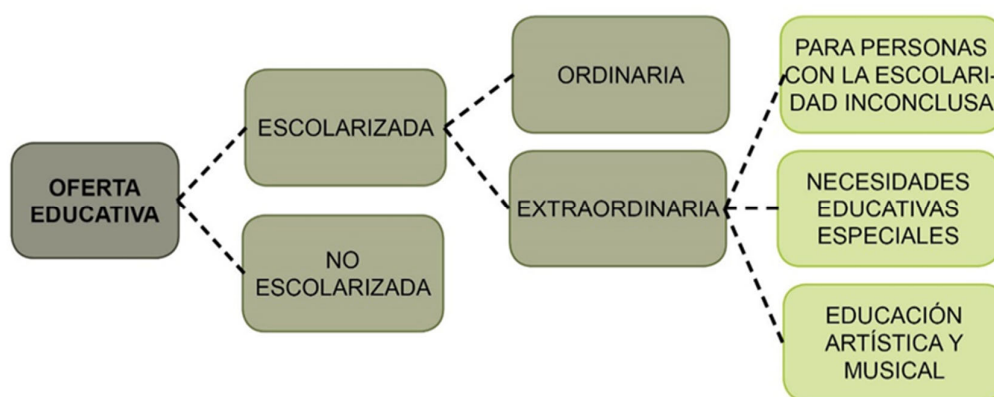 OFERTA
EDUCATIVA
ESCOLARIZADA
NO
ESCOLARIZADA
ORDINARIA
EXTRAORDINARIA
PARA PERSONAS
CON LA ESCOLARI-
DAD INCONCLUSA
NECESIDADES
EDUCATIVAS
ESPECIALES
EDUCACIÓN
ARTÍSTICA Y
MUSICAL